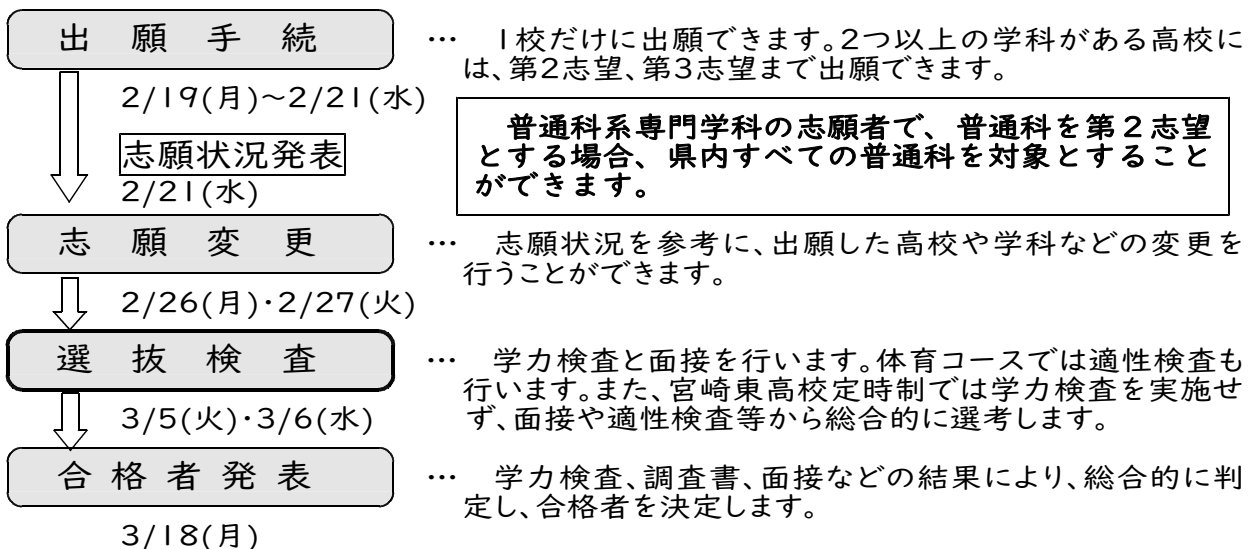 出願手続
… 1校だけに出願できます。2つ以上の学科がある高校に
は、第2志望、第3志望まで出願できます。
2/19(月)~2/21(水)
普通科系専門学科の志願者で、普通科を第２志望
とする場合、県内すべての普通科を対象とすること
ができます。
志願状況発表
2/21(水)
志願変更
… 志願状況を参考に、出願した高校や学科などの変更を
行うことができます。
2/26(月)・2/27(火)
選抜検査
… 学力検査と面接を行います。体育コースでは適性検査も
行います。また、宮崎東高校定時制では学力検査を実施せ
ず、面接や適性検査等から総合的に選考します。
3/5(火)・3/6(水)
合格者発表
… 学力検査、調査書、面接などの結果により、総合的に判
定し、合格者を決定します。
3/18(月)